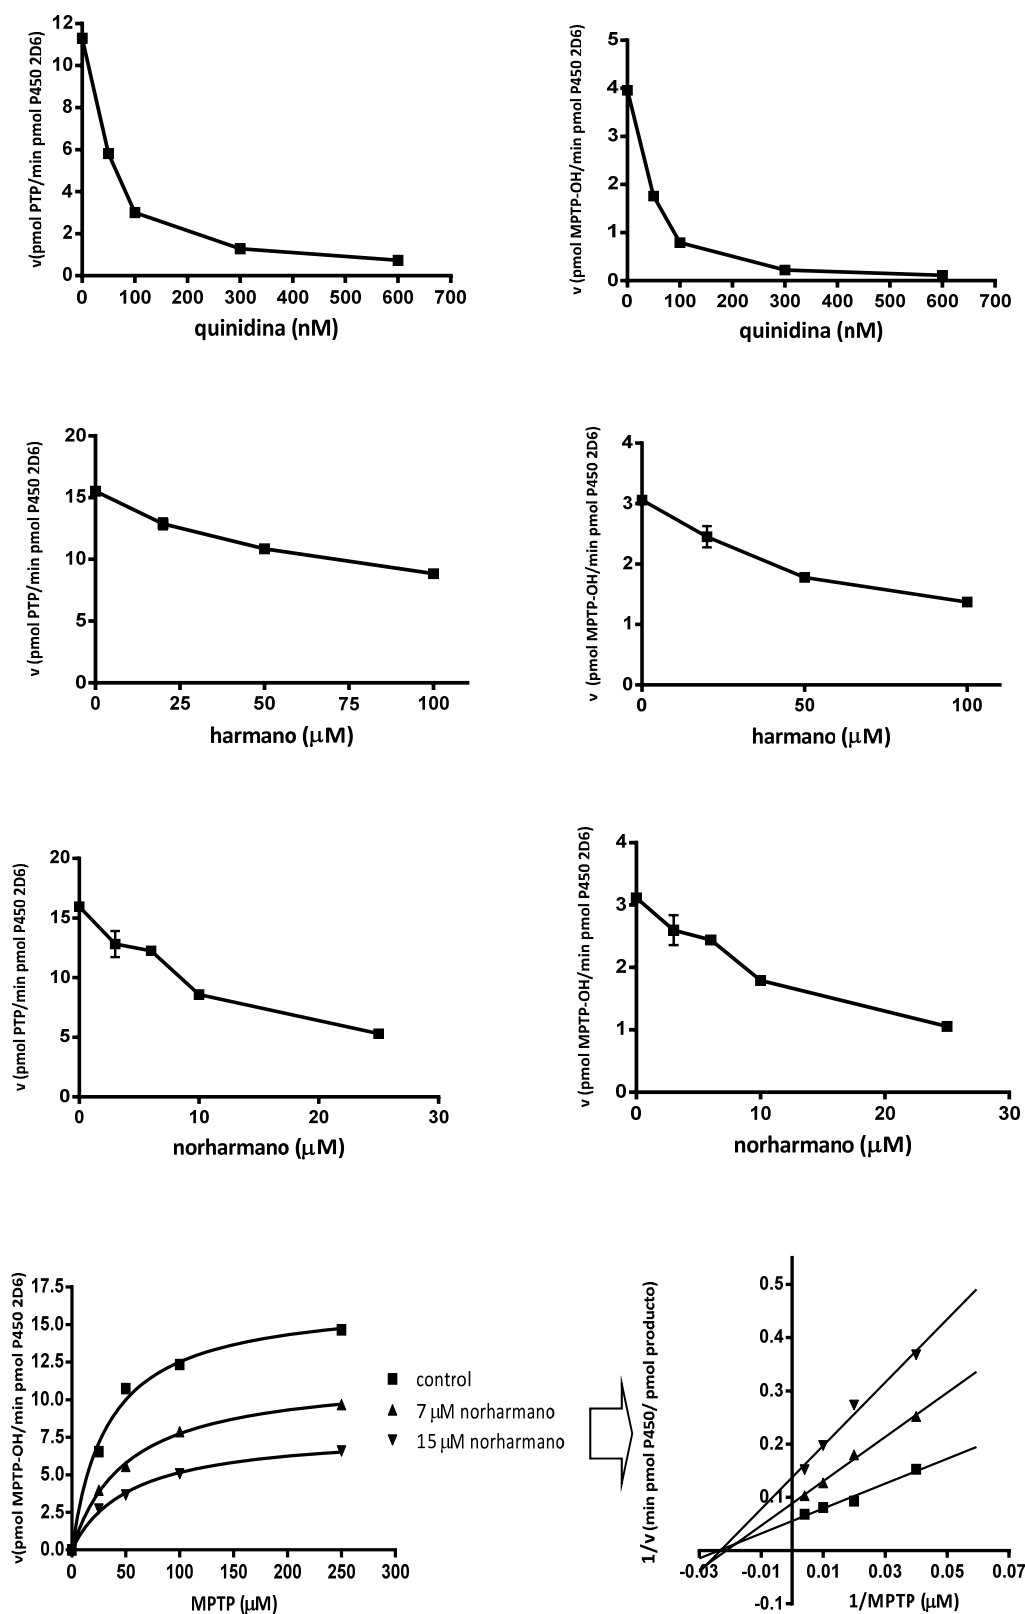 v(pmol PTP/min pmol P450 2D6)
12
10
8
6
4
2
0
0 100 200 300 400 500 600 700
quinidina (nM)
v (pmol MPTP-OH/min pmol P450 2D6)
5
4
3
2
1
0
0 100 200 300 400 500 600 700
quinidina (nM)
v (pmol PTP/min pmol P450 2D6)
20
15
10
5
0
0 25 50 75 100
harmano (μM)
v (pmol MPTP-OH/min pmol P450 2D6)
4
3
2
1
0
0 50 100
harmano (μM)
v (pmol PTP/min pmol P450 2D6)
20
15
10
5
0
0 10 20 30
norharmano (μM)
v (pmol MPTP-OH/min pmol P450 2D6)
4
3
2
1
0
0 10 20 30
norharmano (μM)
v(pmol MPTP-OH/min pmol P450 2D6)
17.5
15.0
12.5
10.0
7.5
5.0
2.5
0.0
0 50 100 150 200 250 300
MPTP (μM)
control
7 μM norharmano
15 μM norharmano
1/v (min pmol P450/ pmol producto)
0.5
0.4
0.3
0.2
0.1
-0.03 -0.01 0.01 0.03 0.05 0.07
-0.1
1/MPTP (μM)